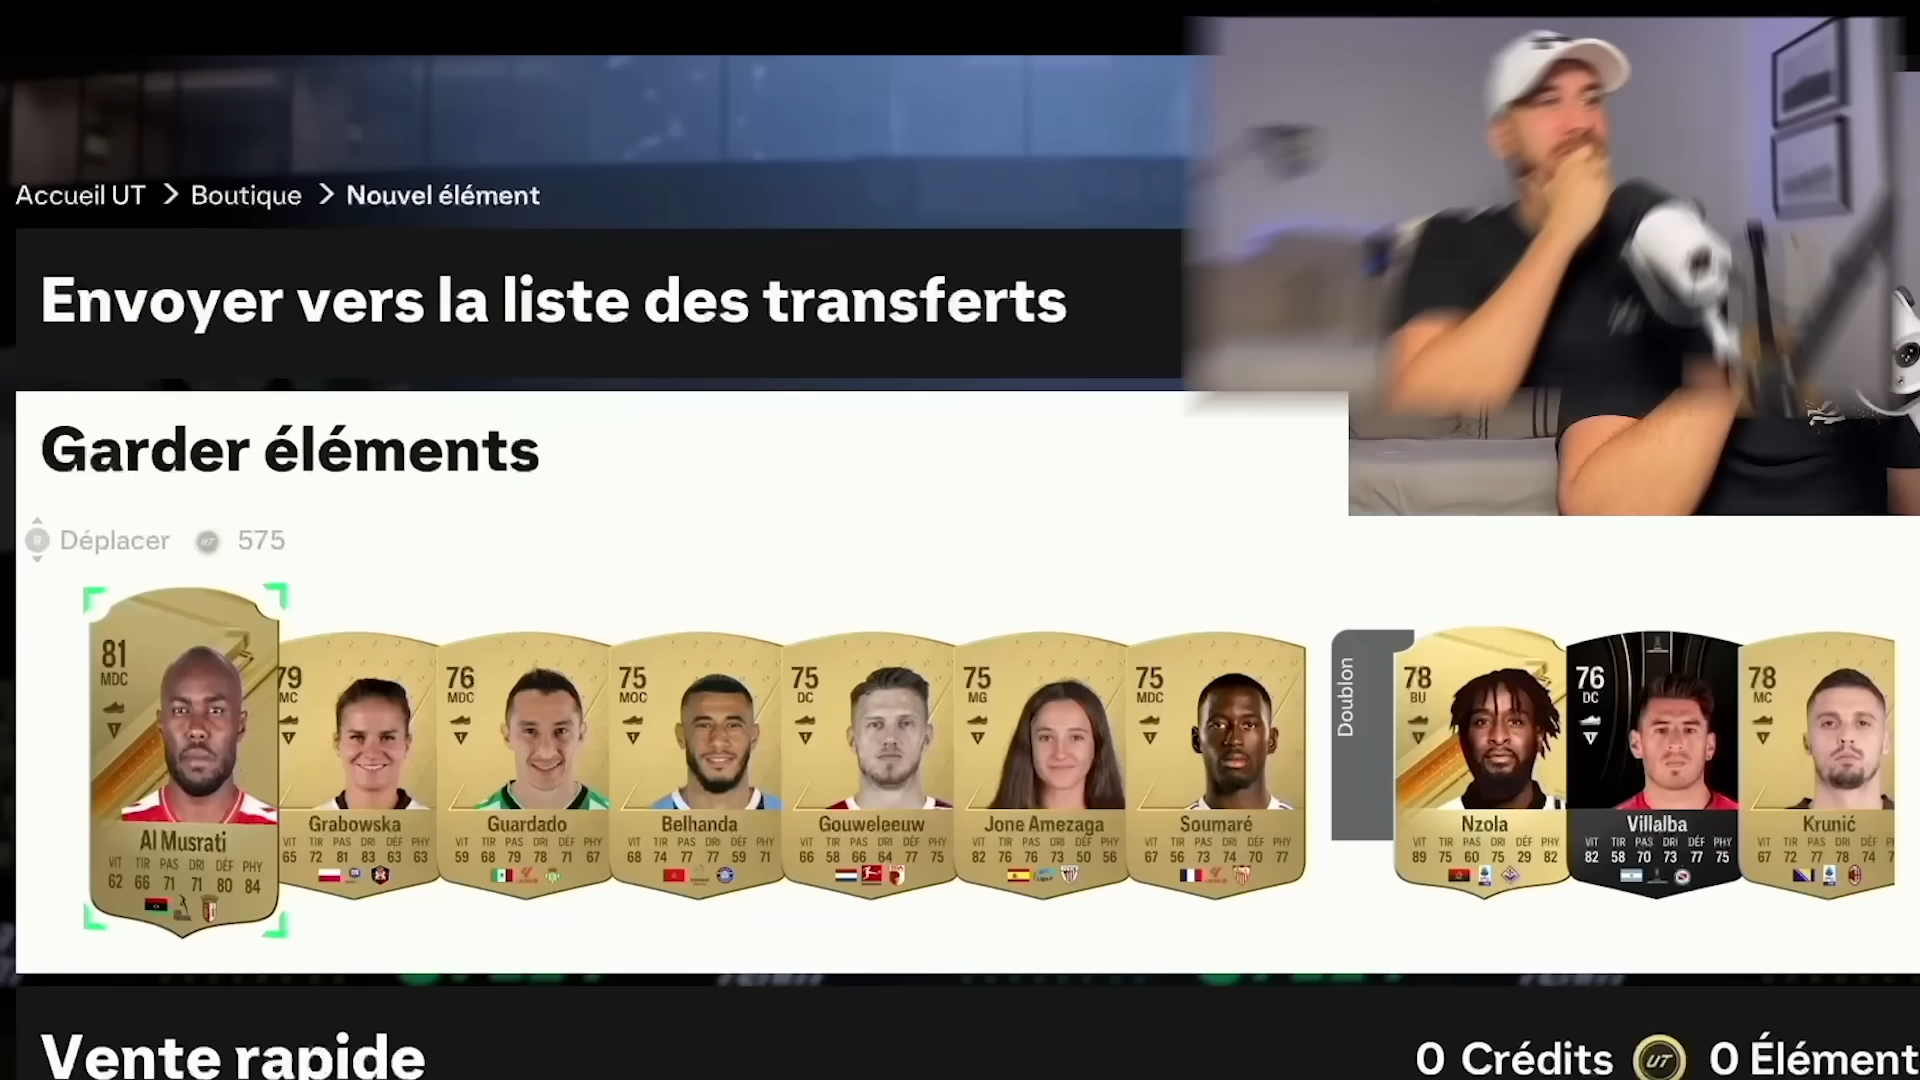 Accueil UT > Boutique > Nouvel élément
Envoyer vers la liste des transferts
Garder éléments
R Déplacer UT 575
81 MDC
Al Musrati
VIT TIR PAS DRI DÉF PHY
62 66 71 71 80 84
79 MC
Grabowska
VIT TIR PAS DRI DÉF PHY
65 72 81 83 63 63
76 MDC
Guardado
VIT TIR PAS DRI DÉF PHY
59 68 79 78 71 67
75 MOC
Belhanda
VIT TIR PAS DRI DÉF PHY
68 74 77 77 59 71
75 DC
Gouweleeuw
VIT TIR PAS DRI DÉF PHY
66 58 66 64 77 75
75 MG
Jone Amezaga
VIT TIR PAS DRI DÉF PHY
82 76 76 73 50 56
75 MDC
Soumaré
VIT TIR PAS DRI DÉF PHY
67 56 73 74 70 77
Doublon
78 BU
Nzola
VIT TIR PAS DRI DÉF PHY
89 75 60 75 29 82
76 DC
Villalba
VIT TIR PAS DRI DÉF PHY
82 58 70 73 77 75
78 MC
Krunić
VIT TIR PAS DRI DÉF
67 72 77 78 74 7
Vente rapide
0 Crédits UT 0 Élément